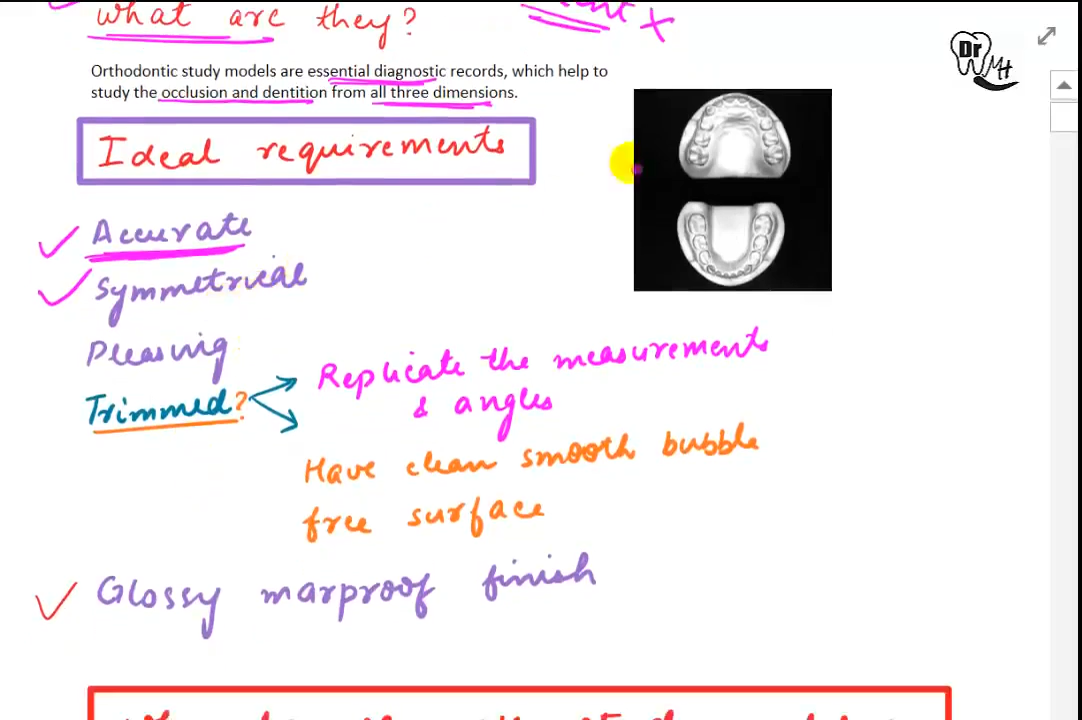 what are they?
Dr
MH
Orthodontic study models are essential diagnostic records, which help to
study the occlusion and dentition from all three dimensions.
Ideal requirements
Accurate
Symmetrical
Pleasing
Trimmed?
Replicate the measurements
& angles
Have clean smooth bubble
free surface
Glossy marproof finish